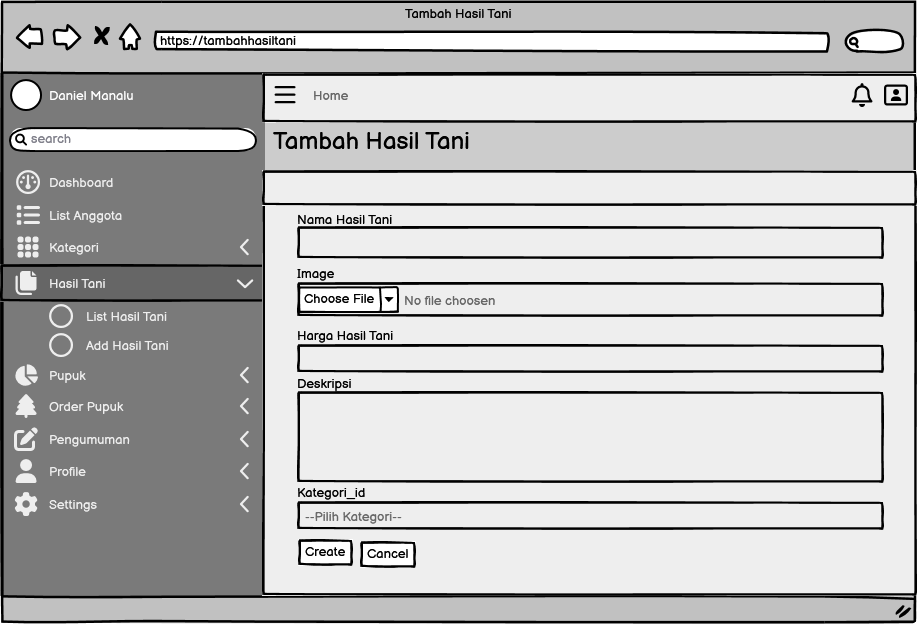 Tambah Hasil Tani
https://tambahhasiltani
Daniel Manalu
Home
search
Tambah Hasil Tani
Dashboard
List Anggota
Kategori
Hasil Tani
List Hasil Tani
Add Hasil Tani
Pupuk
Order Pupuk
Pengumuman
Profile
Settings
Nama Hasil Tani
Image
Choose File No file choosen
Harga Hasil Tani
Deskripsi
Kategori_id
--Pilih Kategori--
Create Cancel